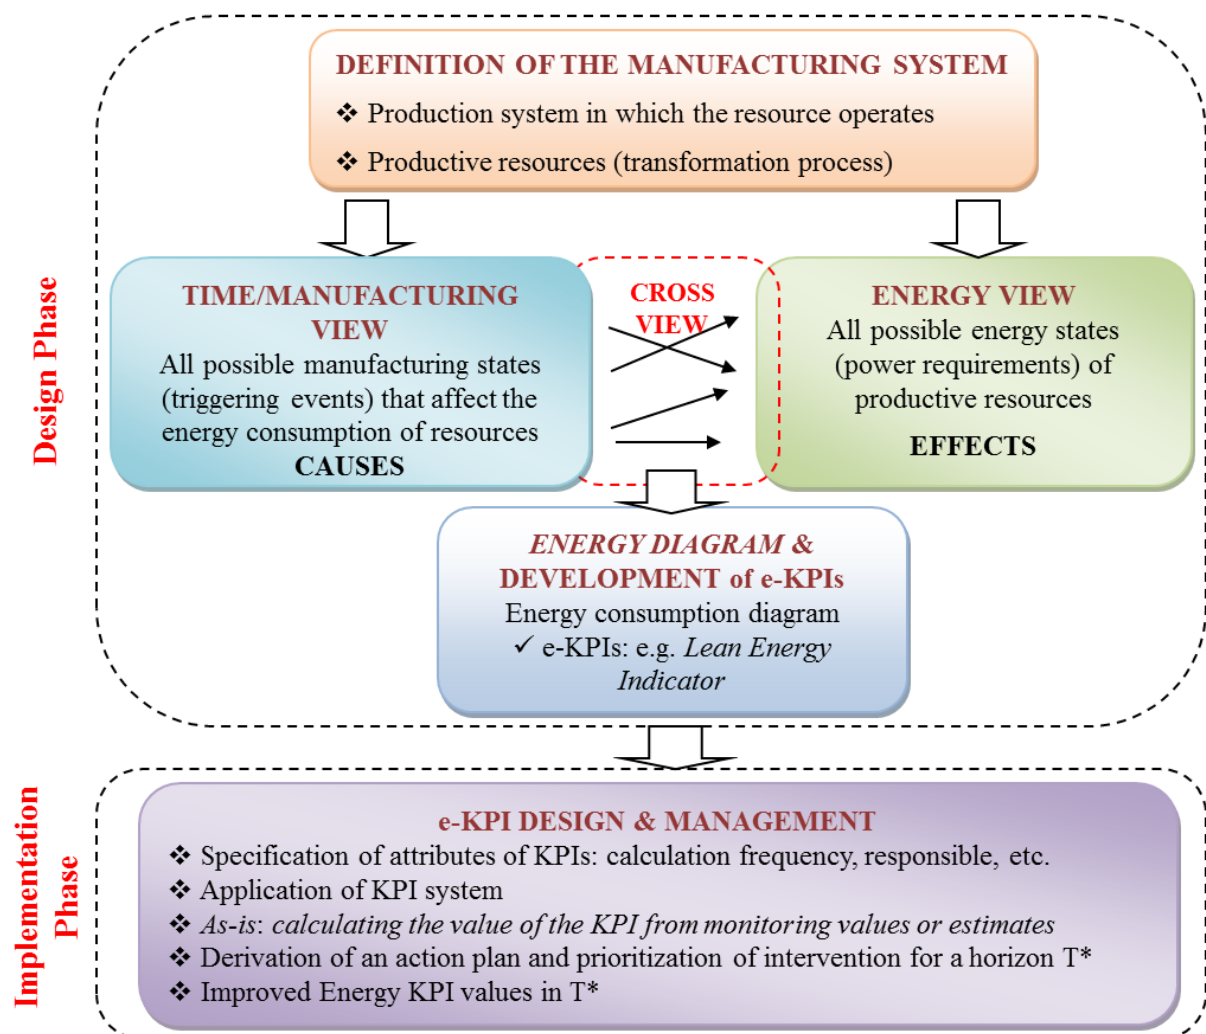 DEFINITION OF THE MANUFACTURING SYSTEM
❖ Production system in which the resource operates
❖ Productive resources (transformation process)
Design Phase
TIME/MANUFACTURING
VIEW
All possible manufacturing states
(triggering events) that affect the
energy consumption of resources
CAUSES
CROSS
VIEW
ENERGY VIEW
All possible energy states
(power requirements) of
productive resources
EFFECTS
ENERGY DIAGRAM &
DEVELOPMENT of e-KPIs
Energy consumption diagram
✓ e-KPIs: e.g. Lean Energy
Indicator
Implementation
Phase
e-KPI DESIGN & MANAGEMENT
❖ Specification of attributes of KPIs: calculation frequency, responsible, etc.
❖ Application of KPI system
❖ As-is: calculating the value of the KPI from monitoring values or estimates
❖ Derivation of an action plan and prioritization of intervention for a horizon T*
❖ Improved Energy KPI values in T*